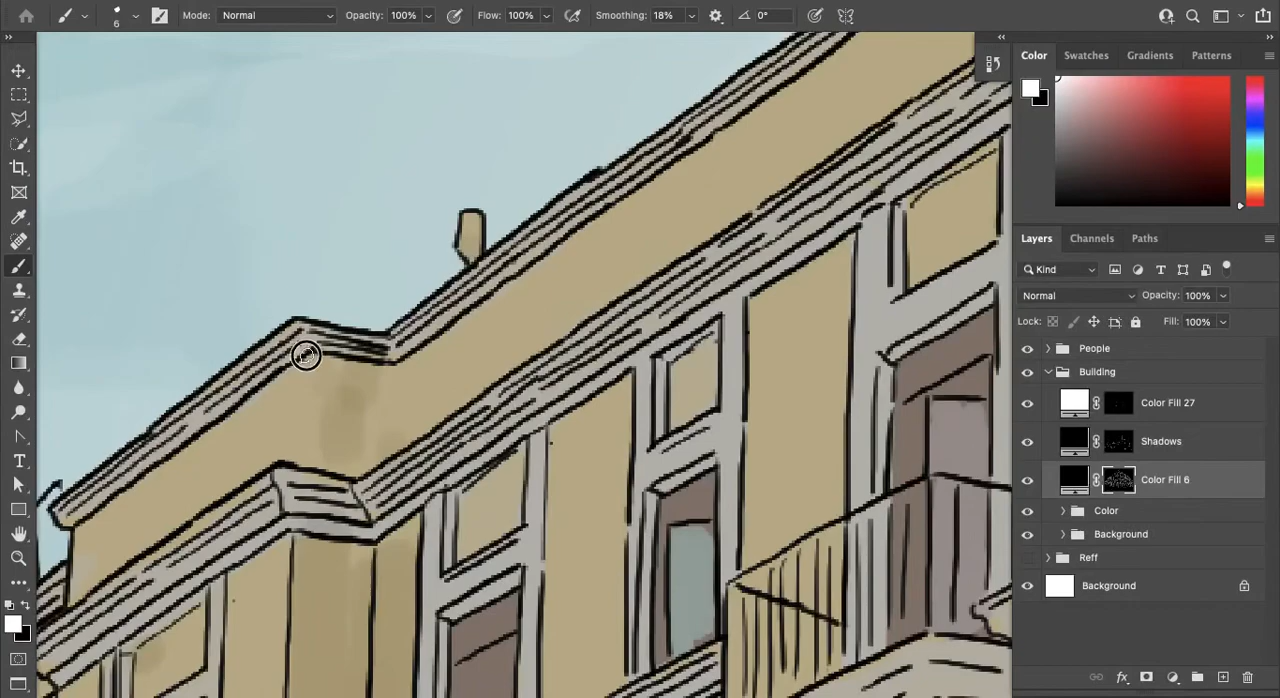 6 Mode: Normal Opacity: 100% Flow: 100% Smoothing: 18% 0°
Color Swatches Gradients Patterns
Layers Channels Paths
Kind
Normal Opacity: 100%
Lock: Fill: 100%
People
Building
Color Fill 27
Shadows
Color Fill 6
Color
Background
Reff
Background